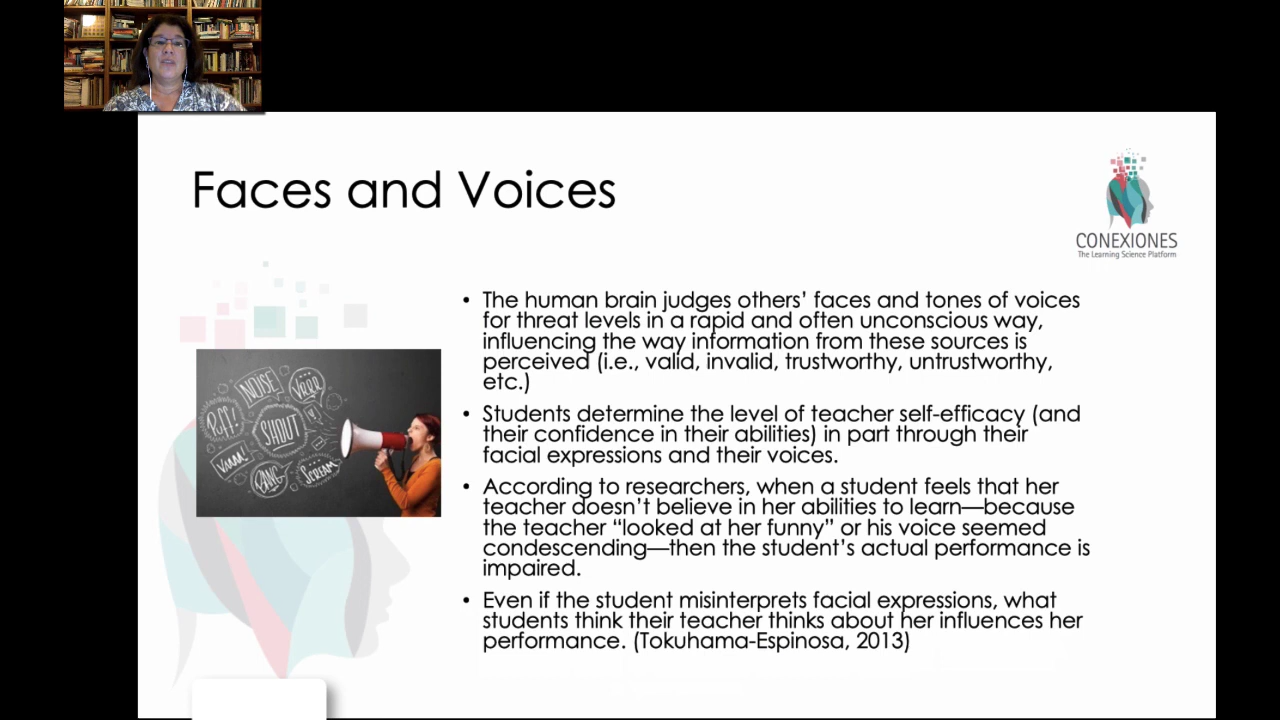 Faces and Voices
CONEXIONES
The Learning Science Platform
NOISE
Yeee
Puff!
SHOUT
BANG
SCREAM
• The human brain judges others’ faces and tones of voices
for threat levels in a rapid and often unconscious way,
influencing the way information from these sources is
perceived (i.e., valid, invalid, trustworthy, untrustworthy,
etc.)
• Students determine the level of teacher self-efficacy (and
their confidence in their abilities) in part through their
facial expressions and their voices.
• According to researchers, when a student feels that her
teacher doesn’t believe in her abilities to learn—because
the teacher “looked at her funny” or his voice seemed
condescending—then the student’s actual performance is
impaired.
• Even if the student misinterprets facial expressions, what
students think their teacher thinks about her influences her
performance. (Tokuhama-Espinosa, 2013)